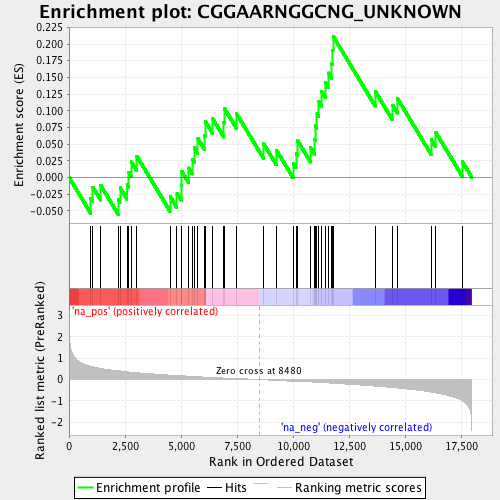 Enrichment plot: CGGAARNGGCNG_UNKNOWN
Enrichment score (ES)
0.225
0.200
0.175
0.150
0.125
0.100
0.075
0.050
0.025
0.000
-0.025
-0.050
'na_pos' (positively correlated)
Ranked list metric (PreRanked)
3
2
1
0
-1
-2
Zero cross at 8480
'na_neg' (negatively correlated)
0
2,500
5,000
7,500
10,000
12,500
15,000
17,500
Rank in Ordered Dataset
Enrichment profile
Hits
Ranking metric scores